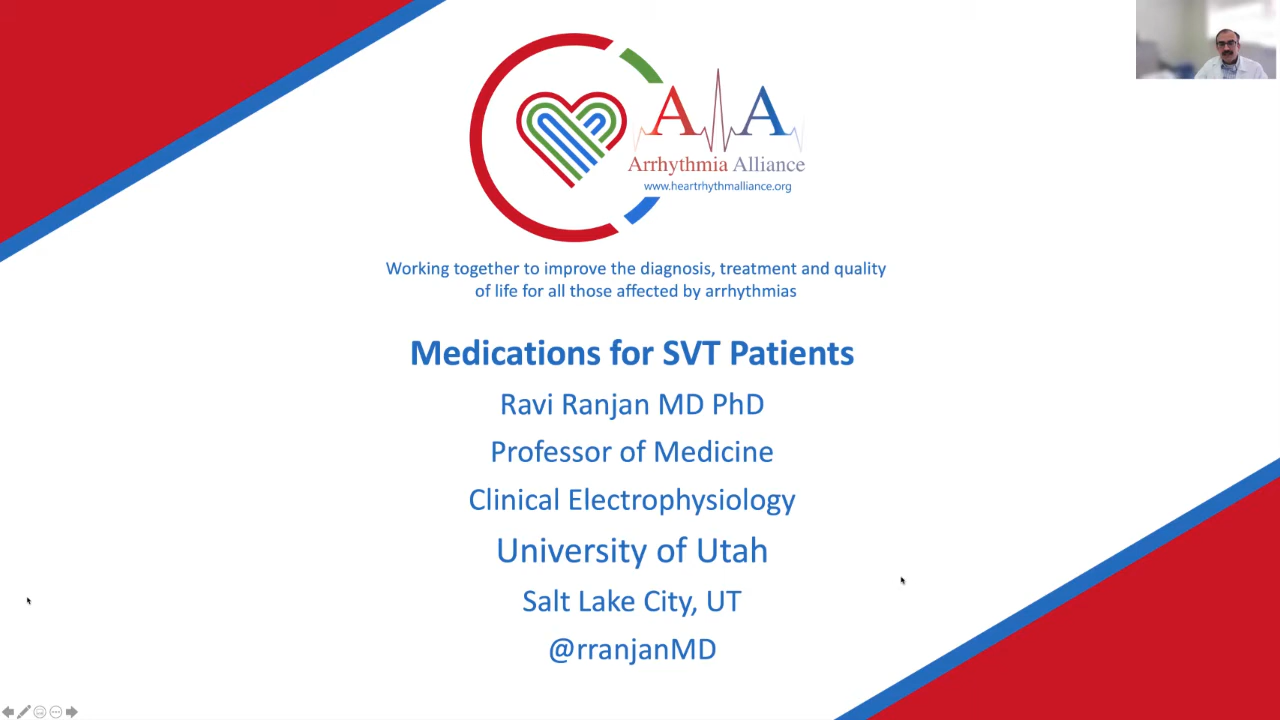 A A
Arrhythmia Alliance
www.heartrhythmalliance.org
Working together to improve the diagnosis, treatment and quality
of life for all those affected by arrhythmias
Medications for SVT Patients
Ravi Ranjan MD PhD
Professor of Medicine
Clinical Electrophysiology
University of Utah
Salt Lake City, UT
@rranjanMD